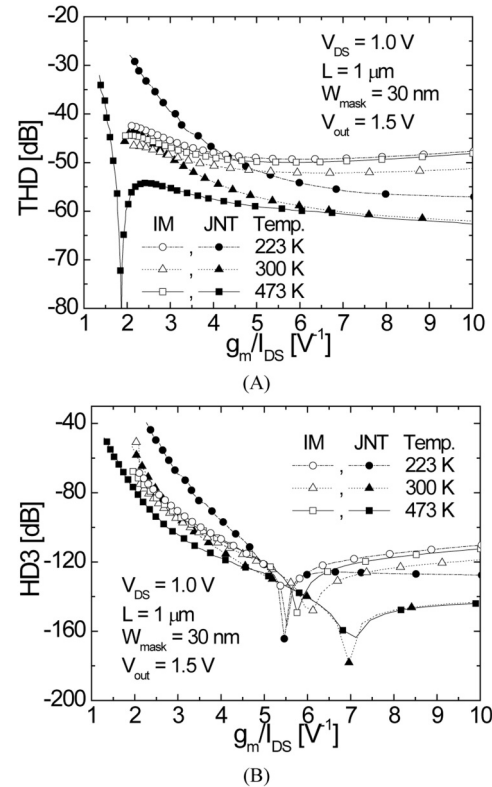 -20
-30
-40
-50
-60
-70
-80
THD [dB]
V_DS = 1.0 V
L = 1 μm
W_mask = 30 nm
V_out = 1.5 V
IM JNT Temp.
, 223 K
, 300 K
, 473 K
1 2 3 4 5 6 7 8 9 10
g_m/I_DS [V^-1]
(A)
-40
-80
-120
-160
-200
HD3 [dB]
IM JNT Temp.
, 223 K
, 300 K
, 473 K
V_DS = 1.0 V
L = 1 μm
W_mask = 30 nm
V_out = 1.5 V
1 2 3 4 5 6 7 8 9 10
g_m/I_DS [V^-1]
(B)